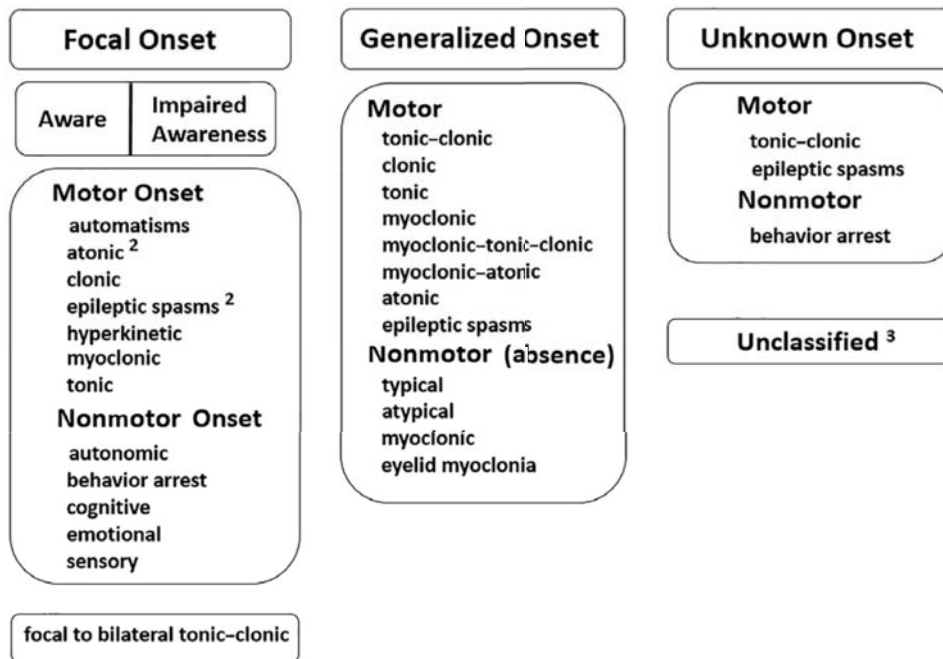 Focal Onset
Aware
Impaired
Awareness
Motor Onset
automatisms
atonic ²
clonic
epileptic spasms ²
hyperkinetic
myoclonic
tonic
Nonmotor Onset
autonomic
behavior arrest
cognitive
emotional
sensory
focal to bilateral tonic–clonic
Generalized Onset
Motor
tonic–clonic
clonic
tonic
myoclonic
myoclonic–tonic–clonic
myoclonic–atonic
atonic
epileptic spasms
Nonmotor (absence)
typical
atypical
myoclonic
eyelid myoclonia
Unknown Onset
Motor
tonic–clonic
epileptic spasms
Nonmotor
behavior arrest
Unclassified ³